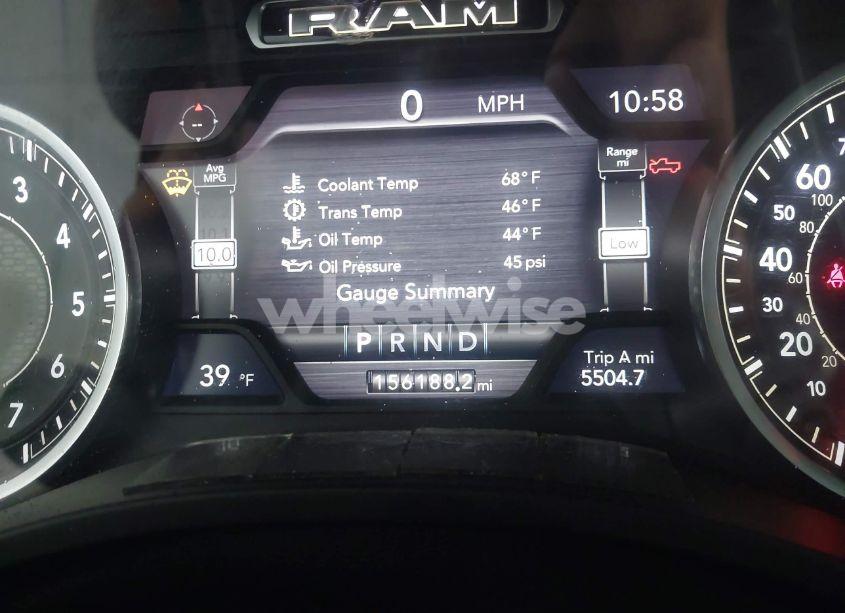 RAM
0 MPH
10:58
Avg
MPG
Range
mi
Coolant Temp 68°F
Trans Temp 46°F
Oil Temp 44°F
Oil Pressure 45 psi
10.1
10.0
Low
Gauge Summary
wheelwise
P R N D
39 °F
156188.2 mi
Trip A mi
5504.7
3
4
5
6
7
60
50
40
30
20
10
100
80
60
40
20